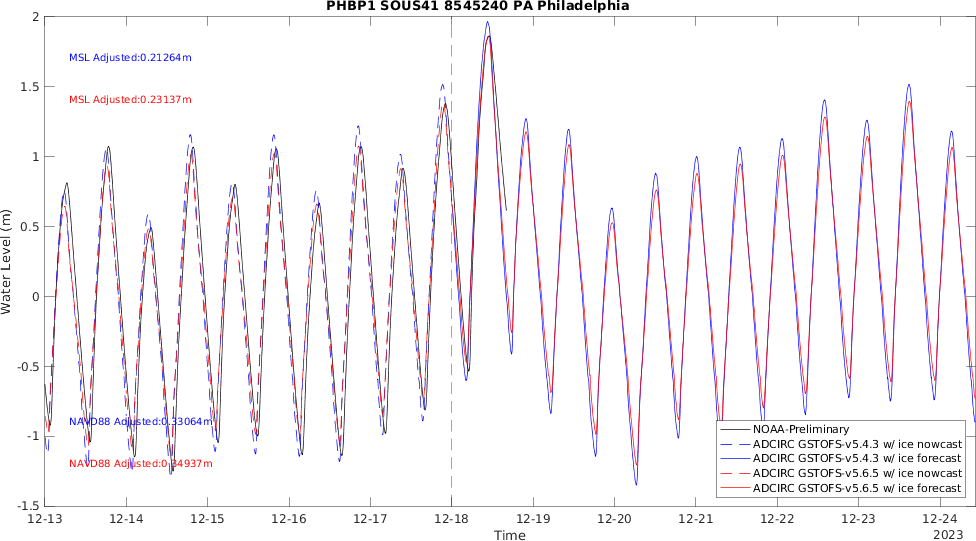 PHBP1 SOUS41 8545240 PA Philadelphia
2
1.5
1
0.5
0
-0.5
-1
-1.5
Water Level (m)
MSL Adjusted:0.21264m
MSL Adjusted:0.23137m
NAVD88 Adjusted:0.33064m
NAVD88 Adjusted:0.34937m
NOAA-Preliminary
ADCIRC GSTOFS-v5.4.3 w/ ice nowcast
ADCIRC GSTOFS-v5.4.3 w/ ice forecast
ADCIRC GSTOFS-v5.6.5 w/ ice nowcast
ADCIRC GSTOFS-v5.6.5 w/ ice forecast
12-13 12-14 12-15 12-16 12-17 12-18 12-19 12-20 12-21 12-22 12-23 12-24
Time
2023